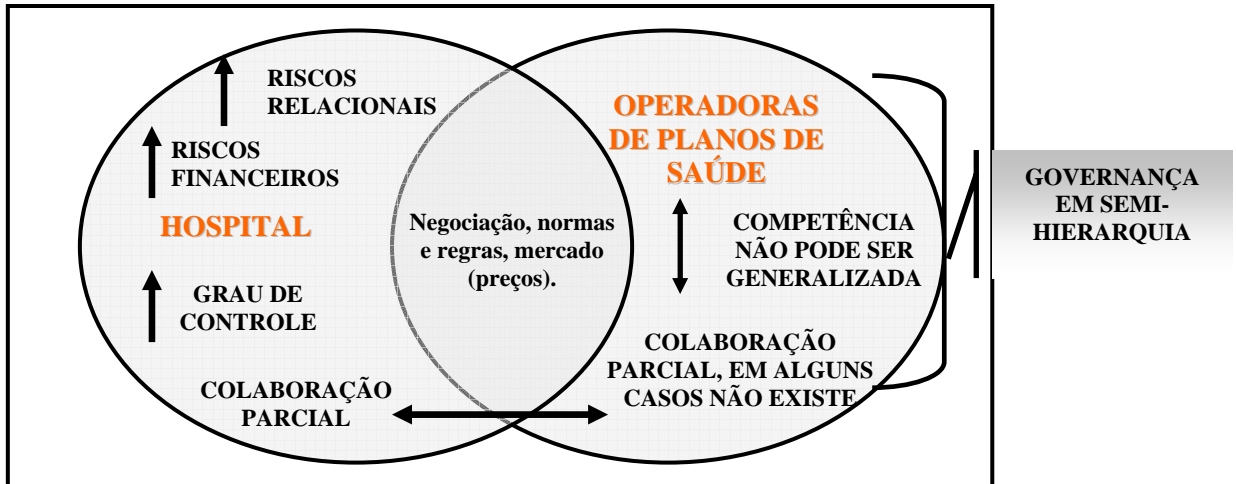 RISCOS
RELACIONAIS
RISCOS
FINANCEIROS
HOSPITAL
GRAU DE
CONTROLE
COLABORAÇÃO
PARCIAL
Negociação, normas
e regras, mercado
(preços).
OPERADORAS
DE PLANOS DE
SAÚDE
COMPETÊNCIA
NÃO PODE SER
GENERALIZADA
COLABORAÇÃO
PARCIAL, EM ALGUNS
CASOS NÃO EXISTE
GOVERNANÇA
EM SEMI-
HIERARQUIA